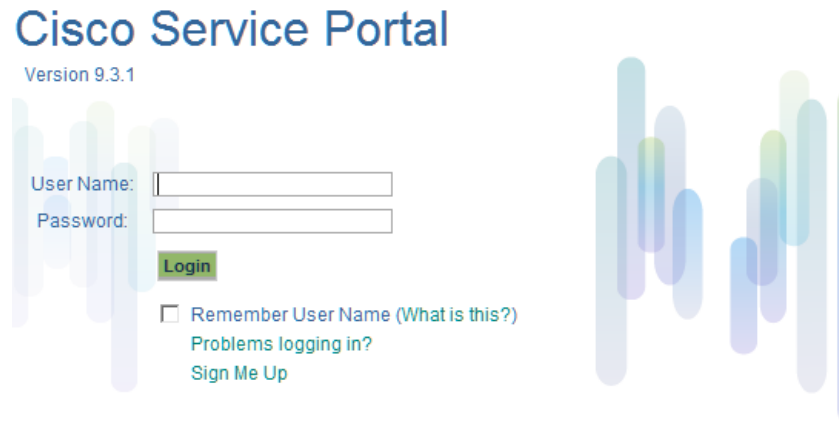 Cisco Service Portal
Version 9.3.1
User Name:
Password:
Login
Remember User Name (What is this?)
Problems logging in?
Sign Me Up